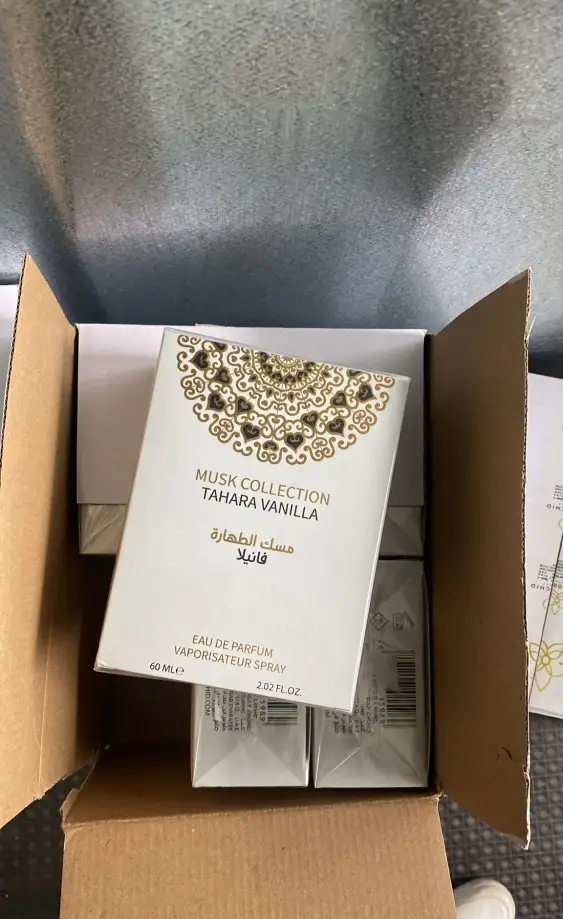 MUSK COLLECTION
TAHARA VANILLA
مسك الطهارة
فانيلا
EAU DE PARFUM
VAPORISATEUR SPRAY
60 ML℮
2.02 FL.OZ.